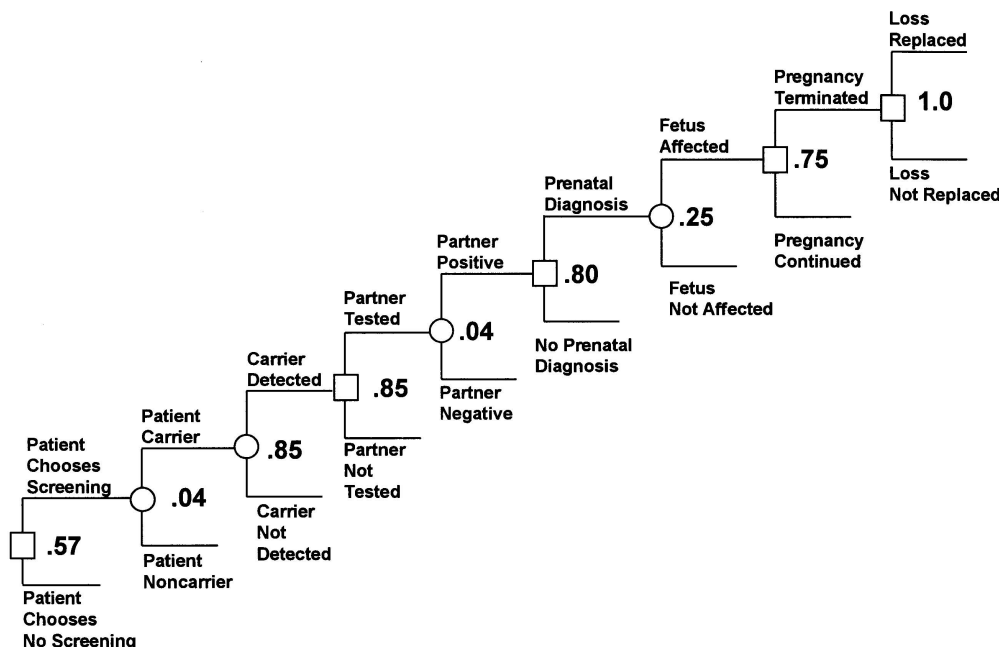 Loss
Replaced
1.0
Loss
Not Replaced
Pregnancy
Terminated
.75
Pregnancy
Continued
Fetus
Affected
.25
Fetus
Not Affected
Prenatal
Diagnosis
.80
No Prenatal
Diagnosis
Partner
Positive
.04
Partner
Negative
Partner
Tested
.85
Partner
Not
Tested
Carrier
Detected
.85
Carrier
Not
Detected
Patient
Carrier
.04
Patient
Noncarrier
Patient
Chooses
Screening
.57
Patient
Chooses
No Screening